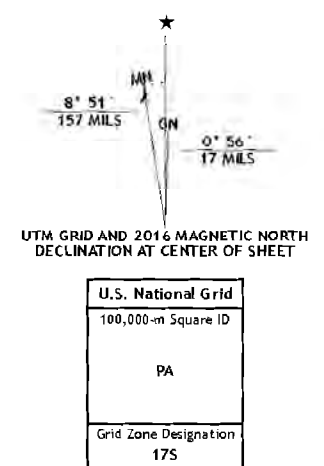 ★
MN
8° 51´
157 MILS
GN
0° 56´
17 MILS
UTM GRID AND 2016 MAGNETIC NORTH
DECLINATION AT CENTER OF SHEET
U.S. National Grid
100,000-m Square ID
PA
Grid Zone Designation
17S